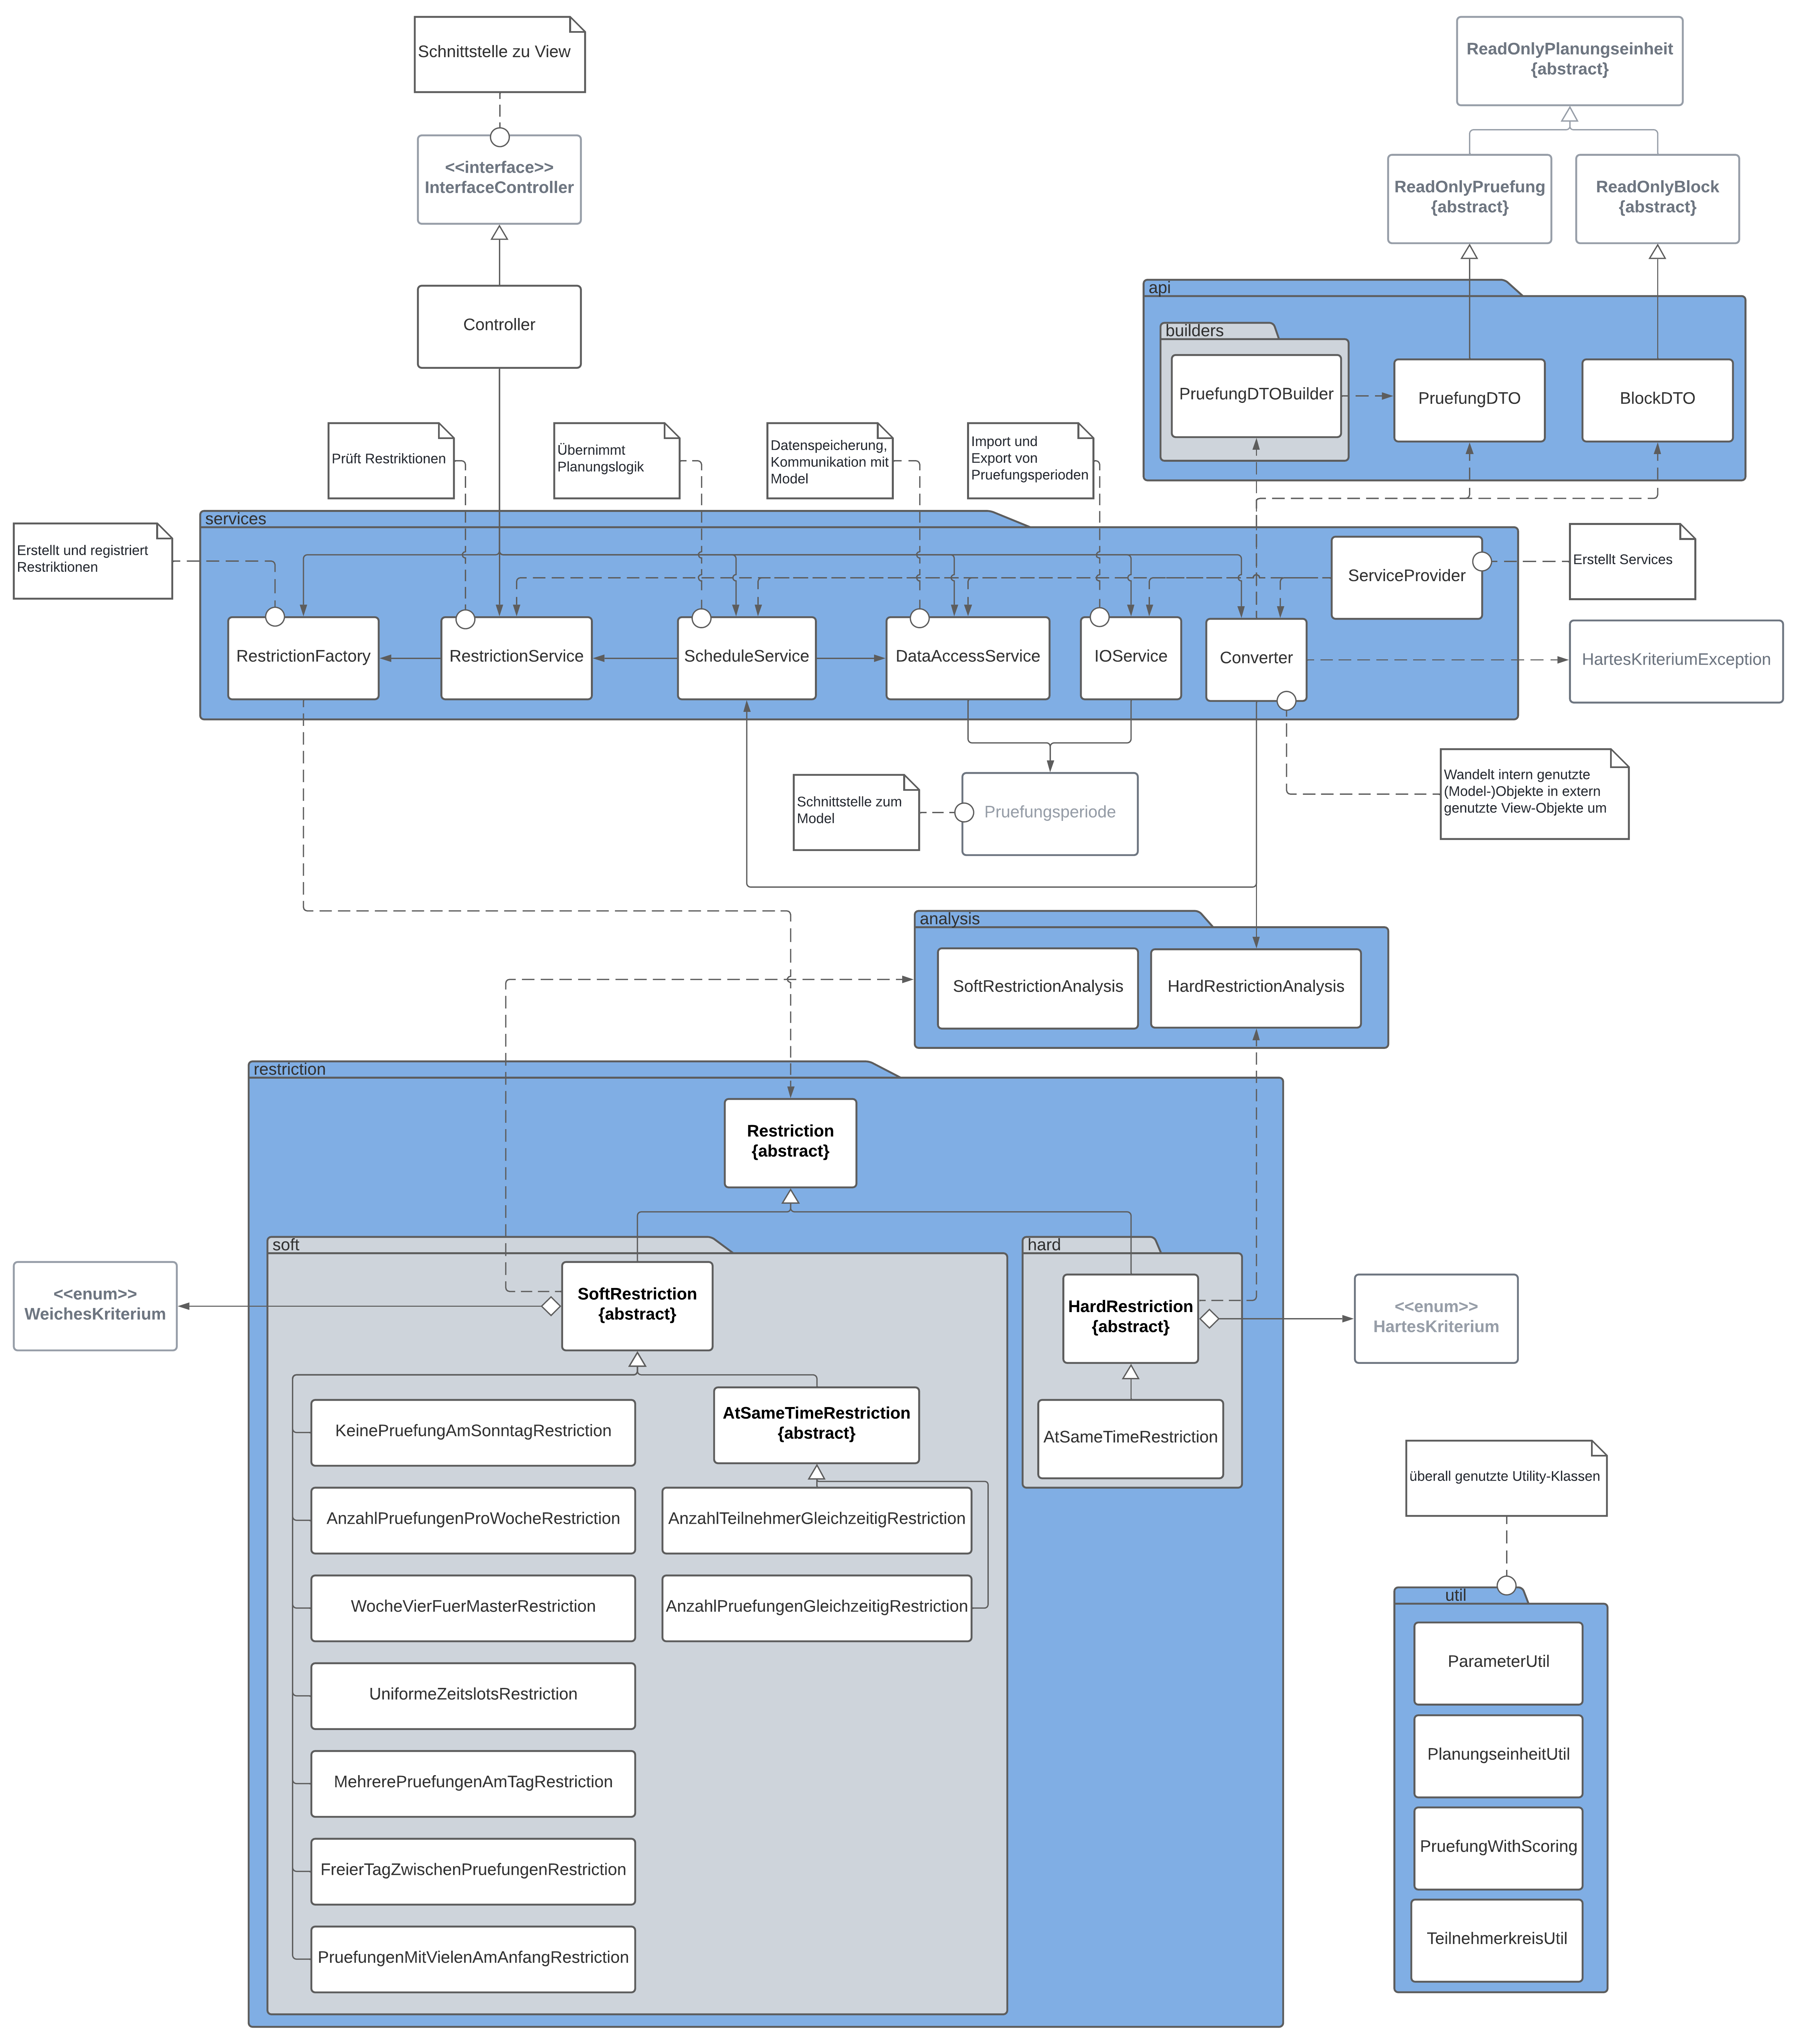 Schnittstelle zu View
ReadOnlyPlanungseinheit
{abstract}
<<interface>>
InterfaceController
ReadOnlyPruefung
{abstract}
ReadOnlyBlock
{abstract}
Controller
api
builders
PruefungDTOBuilder
PruefungDTO
BlockDTO
Prüft Restriktionen
Übernimmt
Planungslogik
Datenspeicherung,
Kommunikation mit
Model
Import und
Export von
Pruefungsperioden
services
Erstellt und registriert
Restriktionen
ServiceProvider
Erstellt Services
RestrictionFactory
RestrictionService
ScheduleService
DataAccessService
IOService
Converter
HartesKriteriumException
Schnittstelle zum
Model
Pruefungsperiode
Wandelt intern genutzte
(Model-)Objekte in extern
genutzte View-Objekte um
analysis
SoftRestrictionAnalysis
HardRestrictionAnalysis
restriction
Restriction
{abstract}
soft
hard
<<enum>>
WeichesKriterium
SoftRestriction
{abstract}
HardRestriction
{abstract}
<<enum>>
HartesKriterium
KeinePruefungAmSonntagRestriction
AtSameTimeRestriction
{abstract}
AtSameTimeRestriction
AnzahlPruefungenProWocheRestriction
AnzahlTeilnehmerGleichzeitigRestriction
WocheVierFuerMasterRestriction
AnzahlPruefungenGleichzeitigRestriction
UniformeZeitslotsRestriction
MehrerePruefungenAmTagRestriction
FreierTagZwischenPruefungenRestriction
PruefungenMitVielenAmAnfangRestriction
überall genutzte Utility-Klassen
util
ParameterUtil
PlanungseinheitUtil
PruefungWithScoring
TeilnehmerkreisUtil